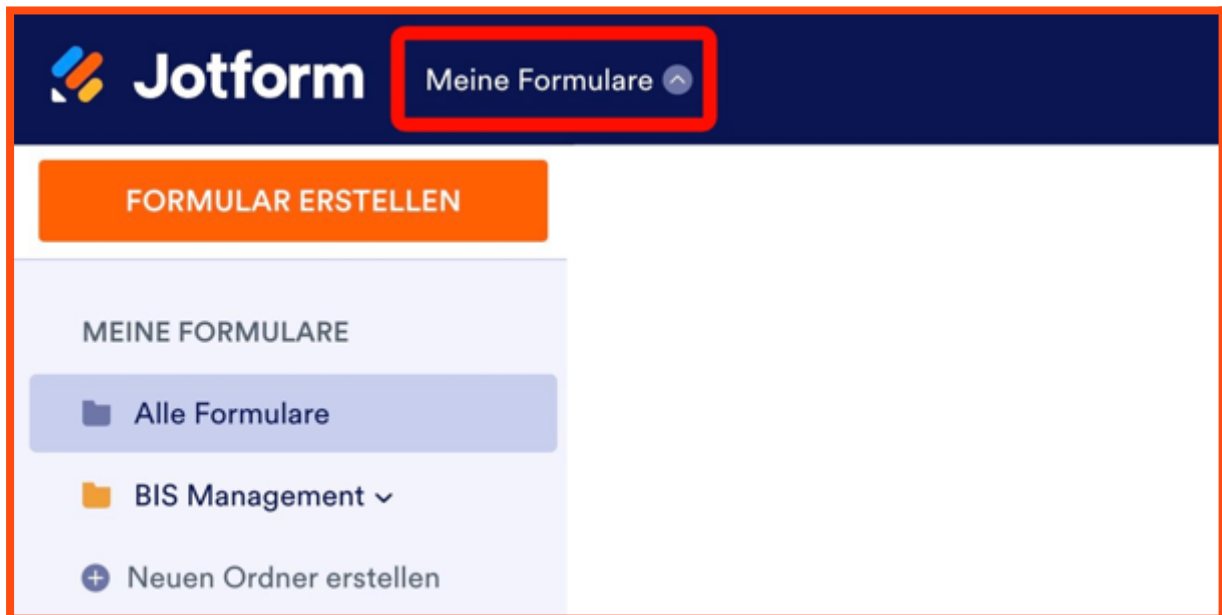 Jotform
Meine Formulare
FORMULAR ERSTELLEN
MEINE FORMULARE
Alle Formulare
BIS Management
Neuen Ordner erstellen